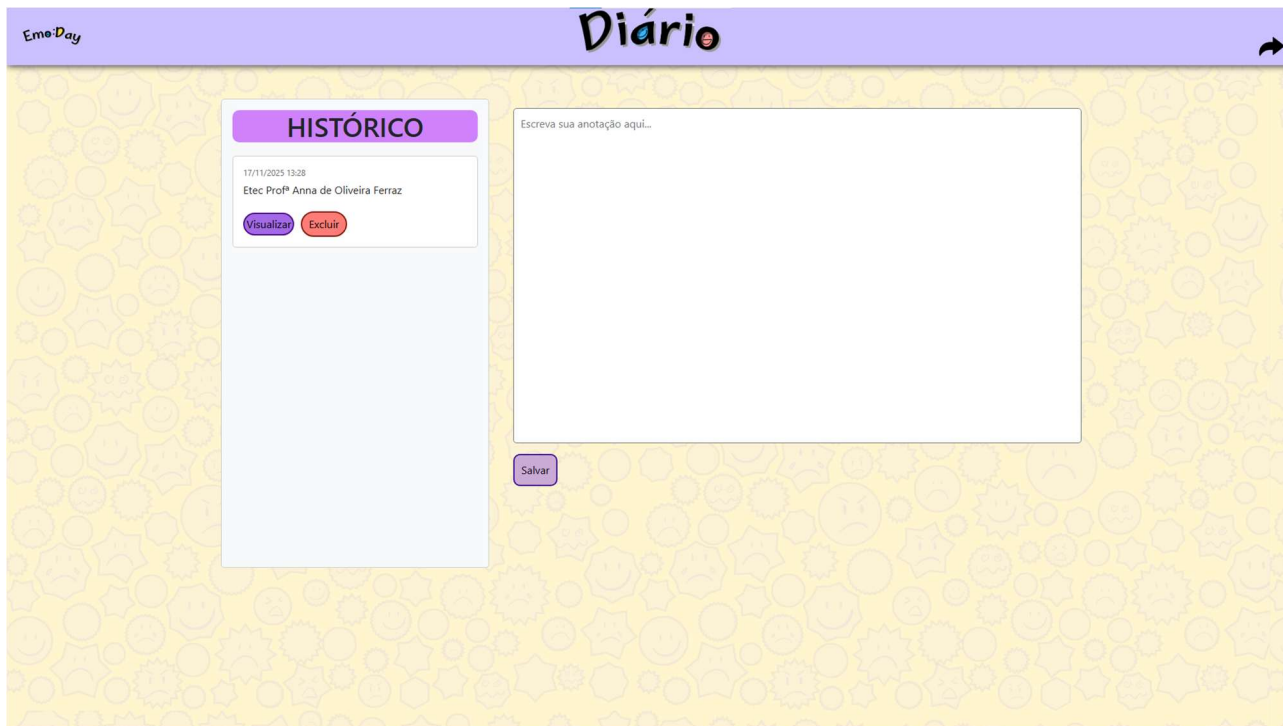 Emo:Day
Diário
HISTÓRICO
17/11/2025 13:28
Etec Profª Anna de Oliveira Ferraz
Visualizar
Excluir
Escreva sua anotação aqui...
Salvar